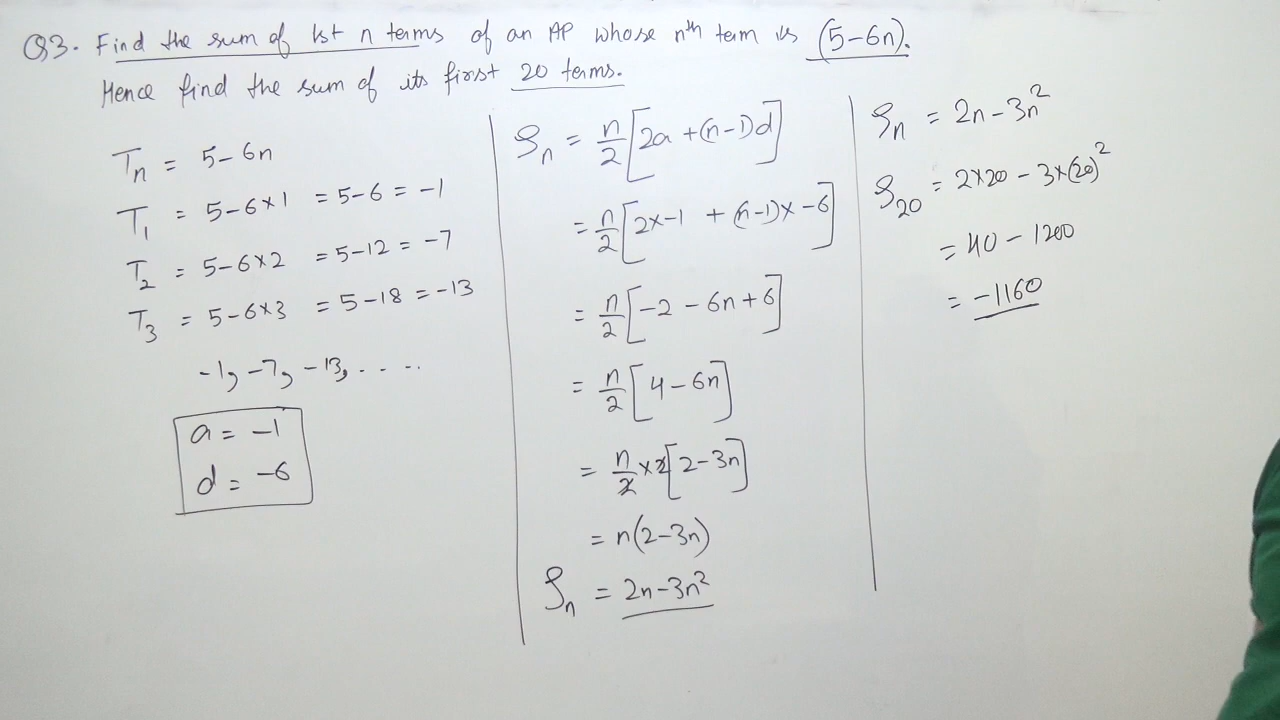 Q3. Find the sum of 1st n terms of an AP whose nth term is (5-6n).
Hence find the sum of its first 20 terms.
Tn = 5-6n
T1 = 5-6×1 = 5-6 = -1
T2 = 5-6×2 = 5-12 = -7
T3 = 5-6×3 = 5-18 = -13
-1, -7, -13, . . . .
a = -1
d = -6
Sn = n/2[2a + (n-1)d]
= n/2[2×-1 + (n-1)×-6]
= n/2[-2 - 6n + 6]
= n/2[4-6n]
= n/2×2[2-3n]
= n(2-3n)
Sn = 2n-3n²
Sn = 2n-3n²
S20 = 2×20 - 3×(20)²
= 40 - 1200
= -1160